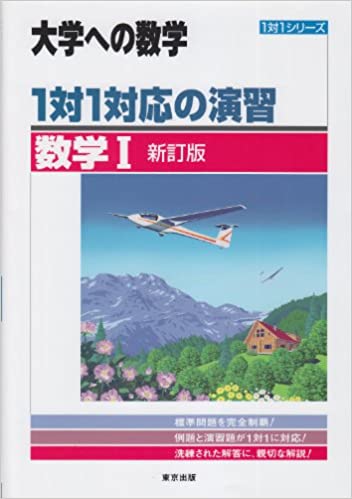 大学への数学
1対1シリーズ
1対1対応の演習
数学Ⅰ 新訂版
標準問題を完全制覇!
例題と演習題が1対1に対応!
洗練された解答に、親切な解説!
東京出版